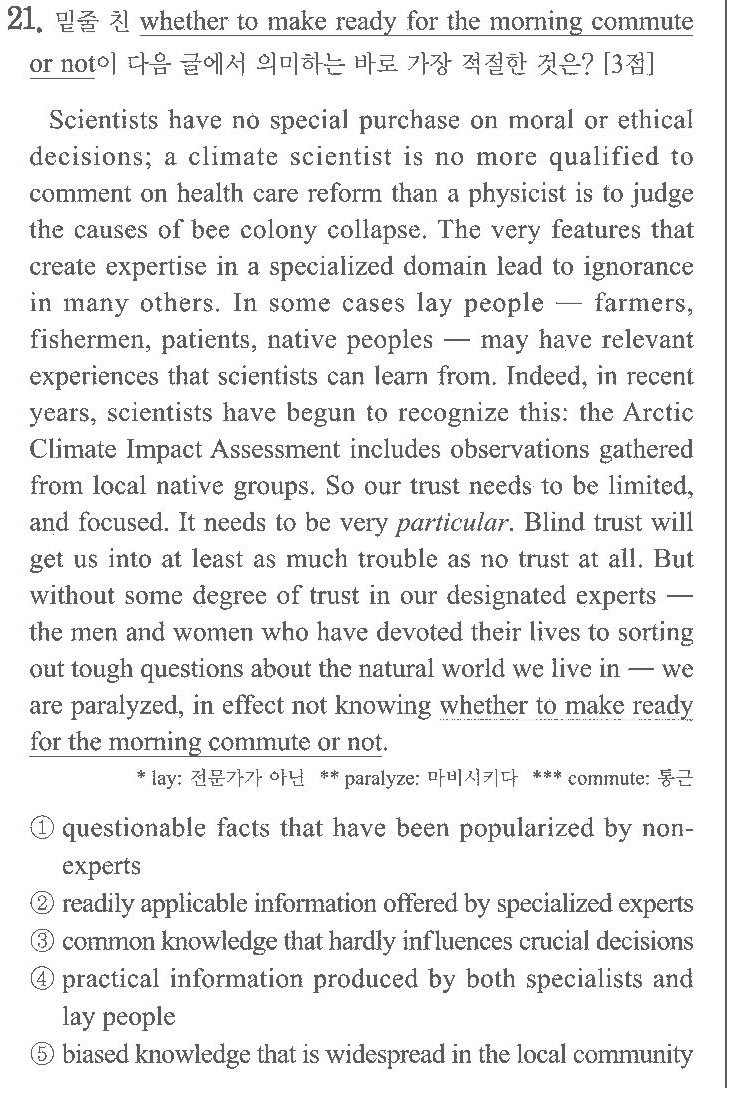 21. 밑줄 친 whether to make ready for the morning commute
or not이 다음 글에서 의미하는 바로 가장 적절한 것은? [3점]
Scientists have no special purchase on moral or ethical
decisions; a climate scientist is no more qualified to
comment on health care reform than a physicist is to judge
the causes of bee colony collapse. The very features that
create expertise in a specialized domain lead to ignorance
in many others. In some cases lay people — farmers,
fishermen, patients, native peoples — may have relevant
experiences that scientists can learn from. Indeed, in recent
years, scientists have begun to recognize this: the Arctic
Climate Impact Assessment includes observations gathered
from local native groups. So our trust needs to be limited,
and focused. It needs to be very particular. Blind trust will
get us into at least as much trouble as no trust at all. But
without some degree of trust in our designated experts —
the men and women who have devoted their lives to sorting
out tough questions about the natural world we live in — we
are paralyzed, in effect not knowing whether to make ready
for the morning commute or not.
* lay: 전문가가 아닌 ** paralyze: 마비시키다 *** commute: 통근
① questionable facts that have been popularized by non-
experts
② readily applicable information offered by specialized experts
③ common knowledge that hardly influences crucial decisions
④ practical information produced by both specialists and
lay people
⑤ biased knowledge that is widespread in the local community